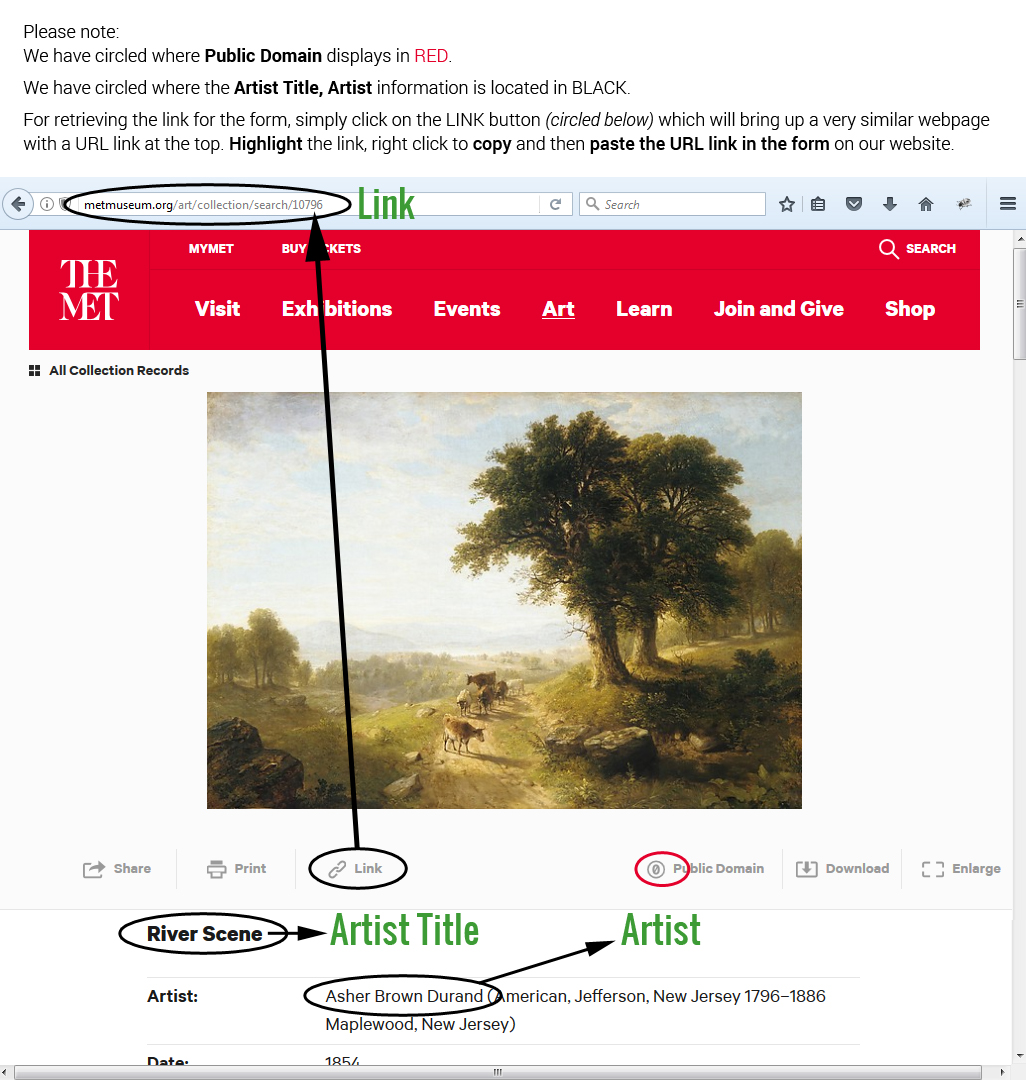 Please note:
We have circled where Public Domain displays in RED.
We have circled where the Artist Title, Artist information is located in BLACK.
For retrieving the link for the form, simply click on the LINK button (circled below) which will bring up a very similar webpage
with a URL link at the top. Highlight the link, right click to copy and then paste the URL link in the form on our website.
metmuseum.org/art/collection/search/10796 Link Search
MYMET BUY TICKETS SEARCH
THE MET
Visit Exhibitions Events Art Learn Join and Give Shop
All Collection Records
Share Print Link Public Domain Download Enlarge
River Scene Artist Title Artist
Artist: Asher Brown Durand (American, Jefferson, New Jersey 1796–1886
Maplewood, New Jersey)
Date: 1854